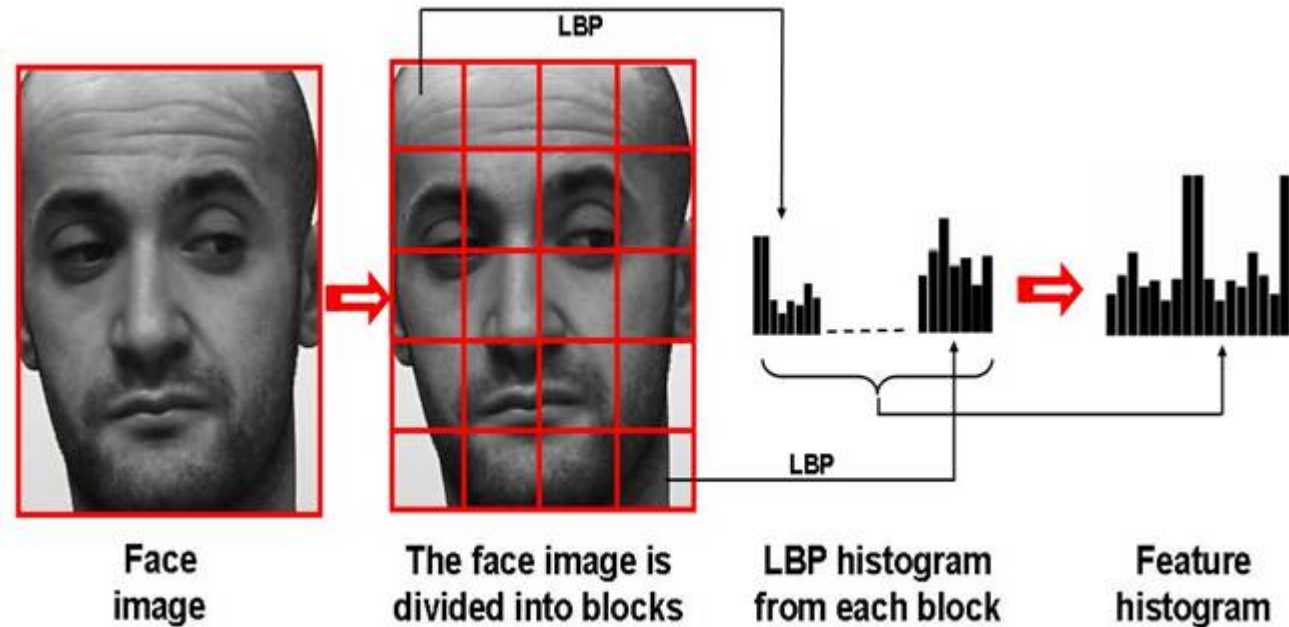 LBP
LBP
Face
image
The face image is
divided into blocks
LBP histogram
from each block
Feature
histogram